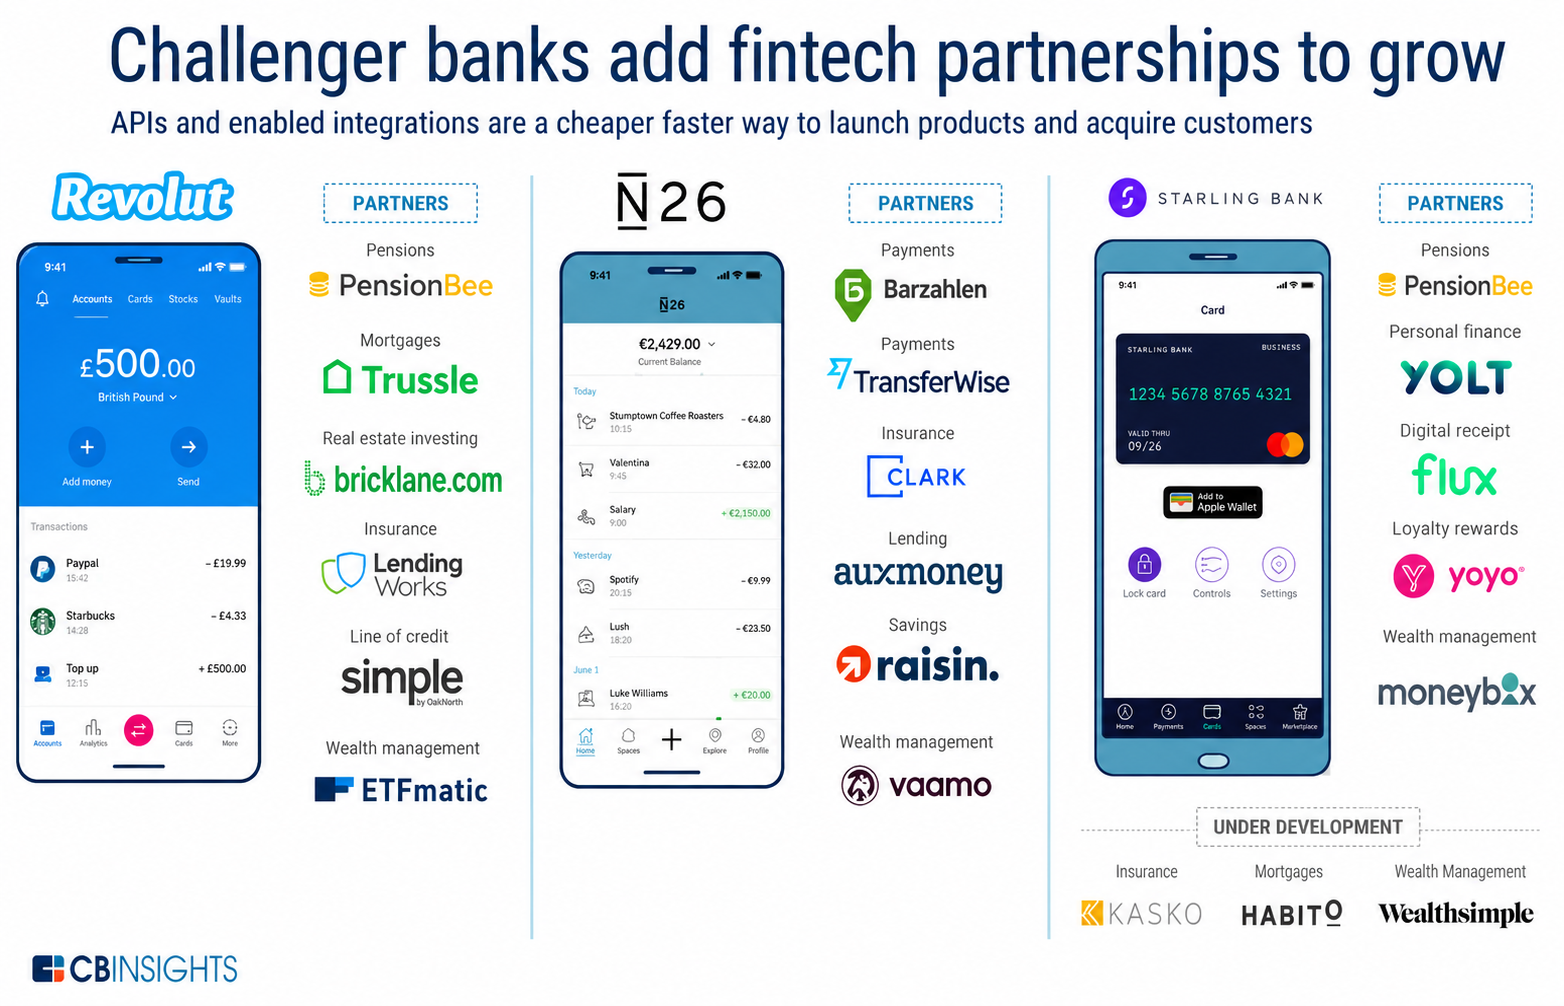 Challenger banks add fintech partnerships to grow
APIs and enabled integrations are a cheaper faster way to launch products and acquire customers
Revolut
9:41
Accounts Cards Stocks Vaults
£500.00
British Pound
Add money Send
Transactions
Paypal - £19.99
15:42
Starbucks - £4.33
14:28
Top up + £500.00
12:15
Accounts Analytics Cards More
PARTNERS
Pensions
PensionBee
Mortgages
Trussle
Real estate investing
bricklane.com
Insurance
Lending
Works
Line of credit
simple
by OakNorth
Wealth management
ETFmatic
N26
9:41
N26
€2,429.00
Current Balance
Today
Stumptown Coffee Roasters - €4.80
10:15
Valentina - €32.00
9:45
Salary + €2,150.00
9:00
Yesterday
Spotify - €9.99
20:15
Lush - €23.50
18:20
June 1
Luke Williams + €20.00
16:20
Home Spaces Explore Profile
PARTNERS
Payments
Barzahlen
Payments
TransferWise
Insurance
CLARK
Lending
auxmoney
Savings
raisin.
Wealth management
vaamo
STARLING BANK
9:41
Card
STARLING BANK BUSINESS
1234 5678 8765 4321
VALID THRU
09/26
Add to
Apple Wallet
Lock card Controls Settings
Home Payments Cards Spaces Marketplace
PARTNERS
Pensions
PensionBee
Personal finance
YOLT
Digital receipt
flux
Loyalty rewards
yoyo®
Wealth management
moneybox
UNDER DEVELOPMENT
Insurance Mortgages Wealth Management
KASKO HABITO Wealthsimple
CBINSIGHTS